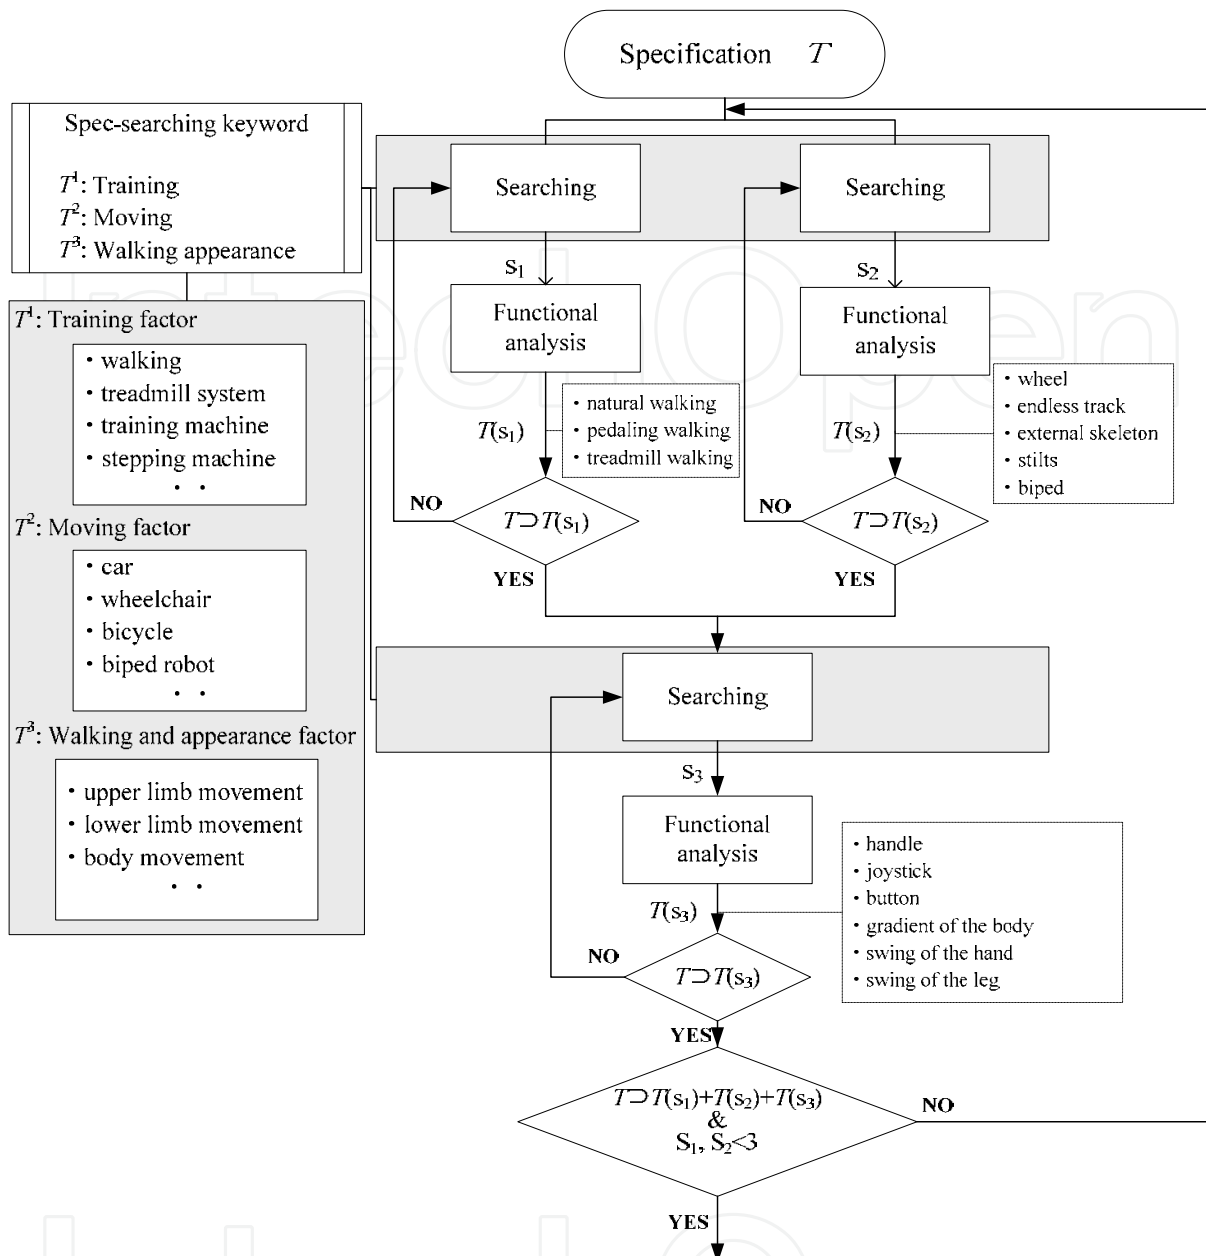 Specification T
Spec-searching keyword
T¹: Training
T²: Moving
T³: Walking appearance
T¹: Training factor
・walking
・treadmill system
・training machine
・stepping machine
・ ・
T²: Moving factor
・car
・wheelchair
・bicycle
・biped robot
・ ・
T³: Walking and appearance factor
・upper limb movement
・lower limb movement
・body movement
・ ・
Searching
Searching
S₁
S₂
Functional
analysis
Functional
analysis
T(s₁)
・natural walking
・pedaling walking
・treadmill walking
T(s₂)
・wheel
・endless track
・external skeleton
・stilts
・biped
NO
T⊃T(s₁)
NO
T⊃T(s₂)
YES
YES
Searching
S₃
Functional
analysis
T(s₃)
・handle
・joystick
・button
・gradient of the body
・swing of the hand
・swing of the leg
NO
T⊃T(s₃)
YES
T⊃T(s₁)+T(s₂)+T(s₃)
&
S₁, S₂<3
NO
YES
IntechOpen